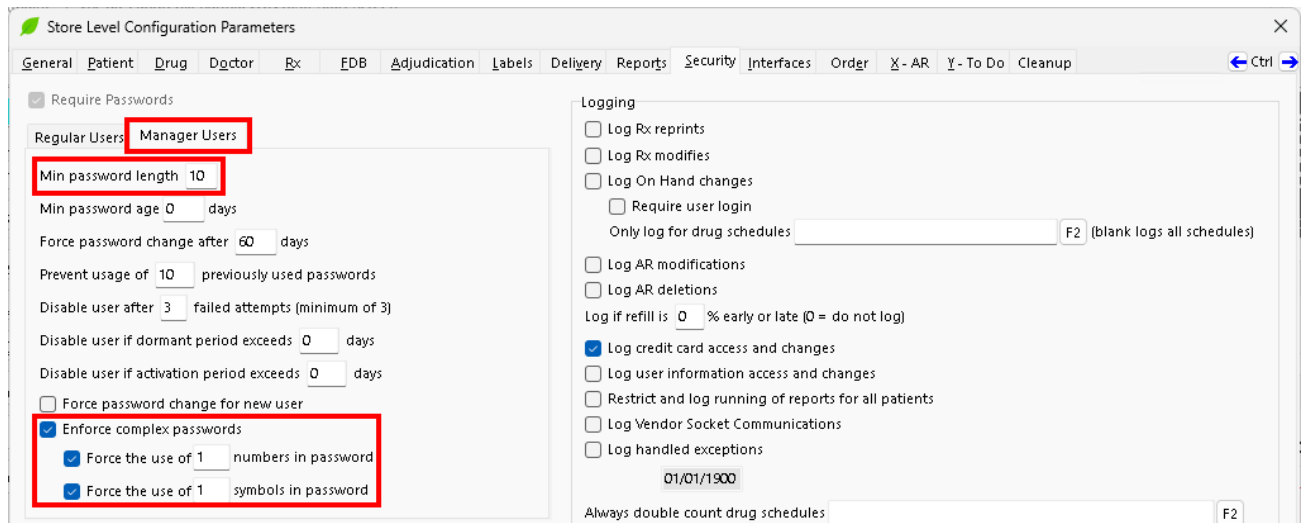 Store Level Configuration Parameters
General Patient Drug Doctor Rx FDB Adjudication Labels Delivery Reports Security Interfaces Order X - AR Y - To Do Cleanup Ctrl
Require Passwords
Regular Users Manager Users
Min password length 10
Min password age 0 days
Force password change after 60 days
Prevent usage of 10 previously used passwords
Disable user after 3 failed attempts (minimum of 3)
Disable user if dormant period exceeds 0 days
Disable user if activation period exceeds 0 days
Force password change for new user
Enforce complex passwords
Force the use of 1 numbers in password
Force the use of 1 symbols in password
Logging
Log Rx reprints
Log Rx modifies
Log On Hand changes
Require user login
Only log for drug schedules F2 (blank logs all schedules)
Log AR modifications
Log AR deletions
Log if refill is 0 % early or late (0 = do not log)
Log credit card access and changes
Log user information access and changes
Restrict and log running of reports for all patients
Log Vendor Socket Communications
Log handled exceptions
01/01/1900
Always double count drug schedules F2